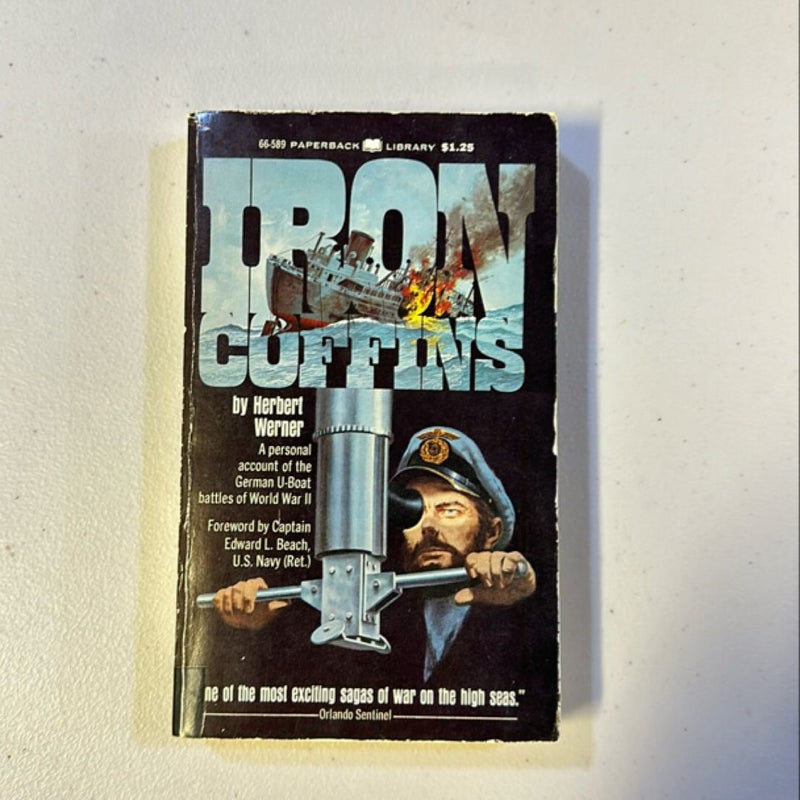 66-589 PAPERBACK LIBRARY $1.25
IRON
COFFINS
by Herbert
Werner
A personal
account of the
German U-Boat
battles of World War II
Foreword by Captain
Edward L. Beach,
U.S. Navy (Ret.)
ne of the most exciting sagas of war on the high seas."
Orlando Sentinel